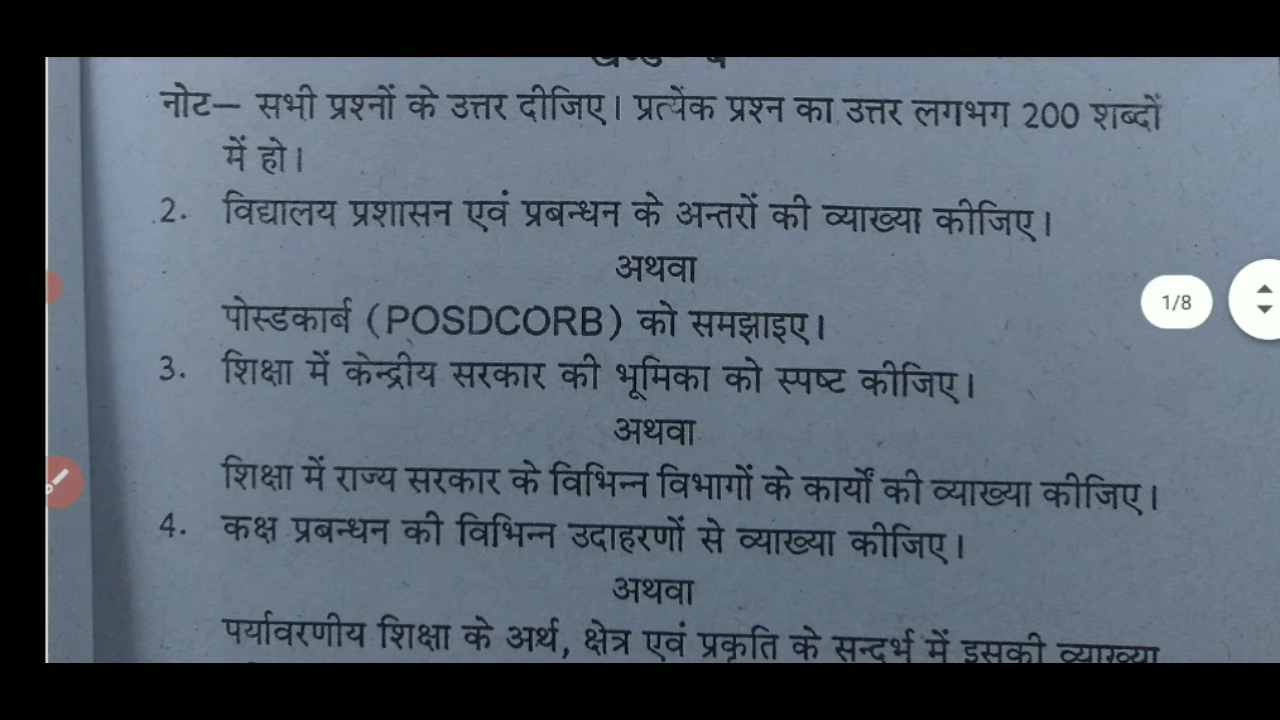 नोट— सभी प्रश्नों के उत्तर दीजिए। प्रत्येक प्रश्न का उत्तर लगभग 200 शब्दों
में हो।
2. विद्यालय प्रशासन एवं प्रबन्धन के अन्तरों की व्याख्या कीजिए।
अथवा
पोस्डकार्ब (POSDCORB) को समझाइए।
1/8
3. शिक्षा में केन्द्रीय सरकार की भूमिका को स्पष्ट कीजिए।
अथवा
शिक्षा में राज्य सरकार के विभिन्न विभागों के कार्यों की व्याख्या कीजिए।
4. कक्ष प्रबन्धन की विभिन्न उदाहरणों से व्याख्या कीजिए।
अथवा
पर्यावरणीय शिक्षा के अर्थ, क्षेत्र एवं प्रकृति के सन्दर्भ में इसकी व्याख्या